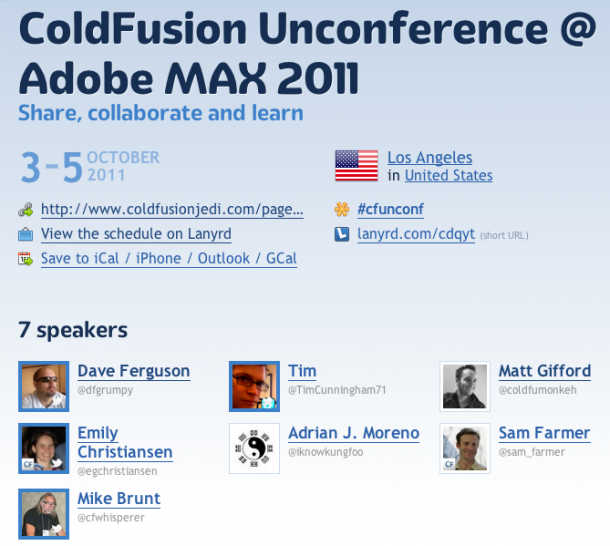 ColdFusion Unconference @
Adobe MAX 2011
Share, collaborate and learn
3-5 OCTOBER
2011
Los Angeles
in United States
http://www.coldfusionjedi.com/page...
#cfunconf
View the schedule on Lanyrd
lanyrd.com/cdqyt (short URL)
Save to iCal / iPhone / Outlook / GCal
7 speakers
Dave Ferguson
@dfgrumpy
Tim
@TimCunningham71
Matt Gifford
@coldfumonkeh
Emily
Christiansen
@egchristiansen
Adrian J. Moreno
@iknowkungfoo
Sam Farmer
@sam_farmer
Mike Brunt
@cfwhisperer
CF
CF